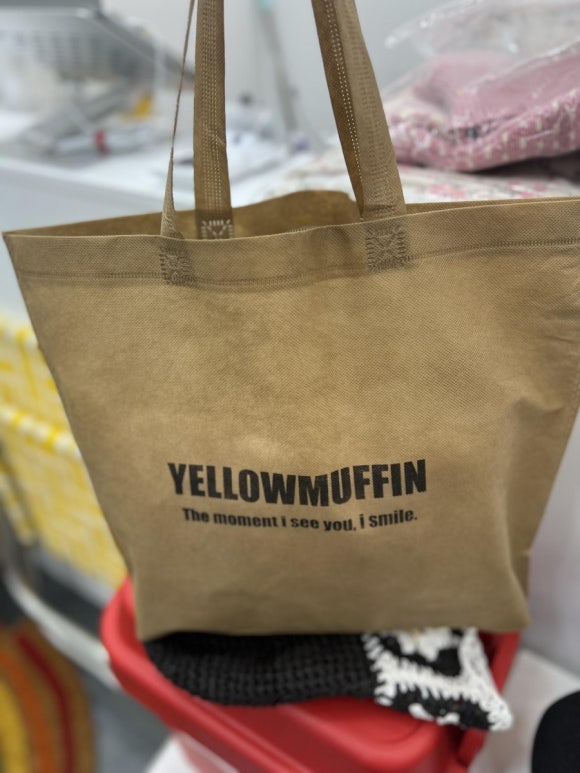 YELLOWMUFFIN
The moment i see you, i smile.